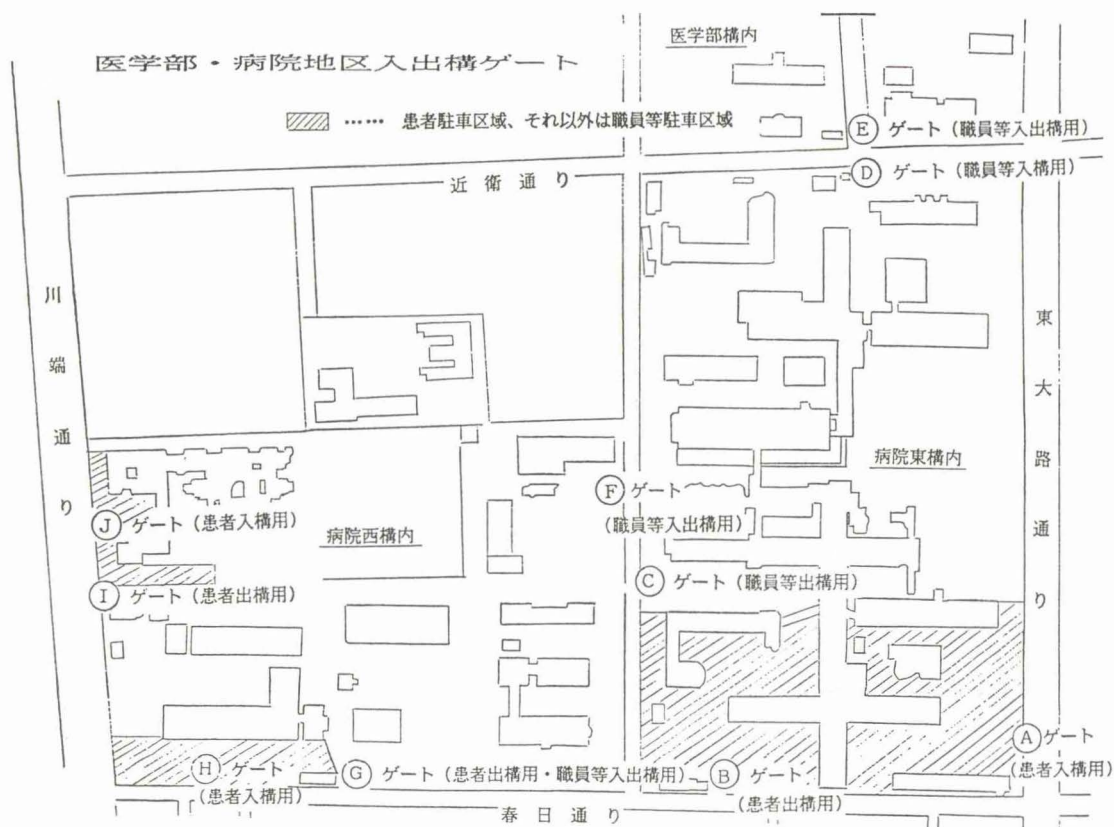 医学部構内
医学部・病院地区入出構ゲート
…… 患者駐車区域、それ以外は職員等駐車区域
E ゲート(職員等入出構用)
D ゲート(職員等入構用)
近衛通り
川端通り
東大路通り
病院東構内
F ゲート
(職員等入出構用)
J ゲート(患者入構用)
病院西構内
C ゲート(職員等出構用)
I ゲート(患者出構用)
A ゲート
(患者入構用)
H ゲート
(患者入構用)
G ゲート(患者出構用・職員等入出構用)
B ゲート
(患者出構用)
春日通り